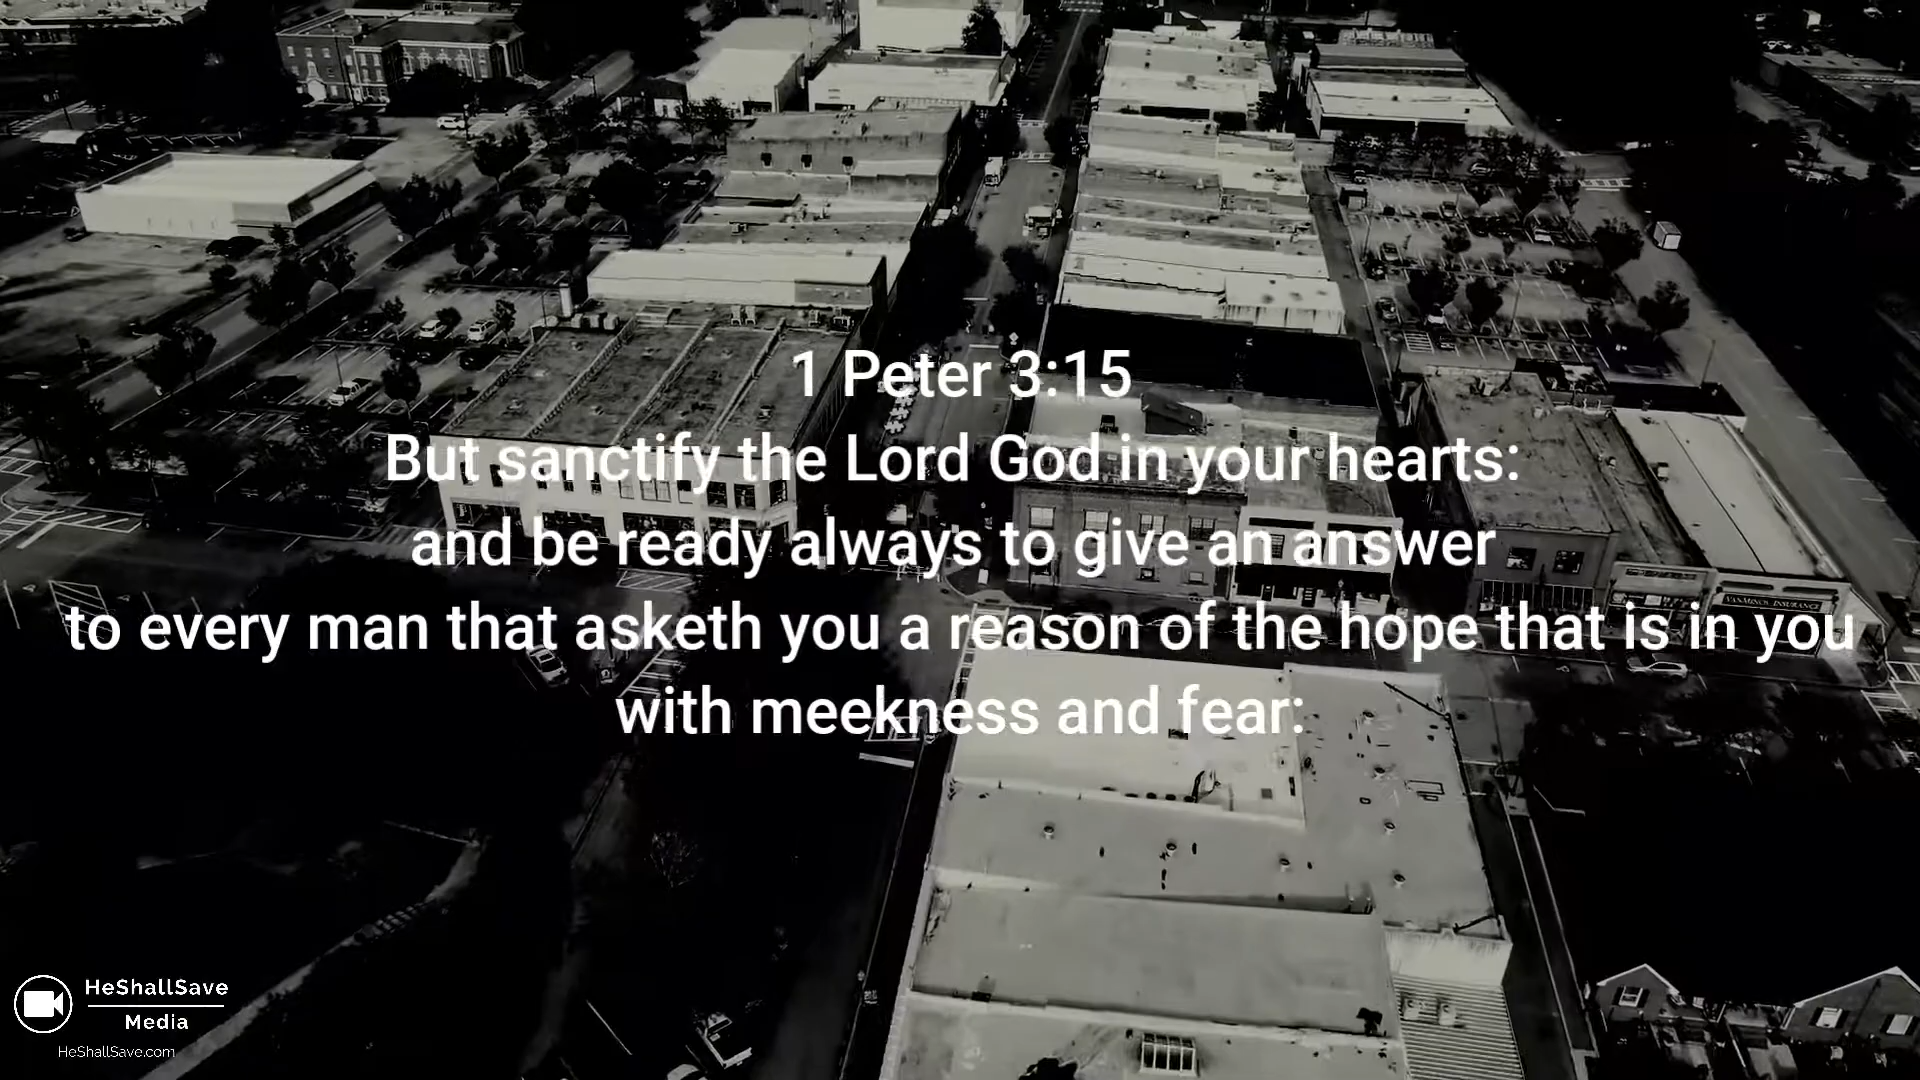 1 Peter 3:15
But sanctify the Lord God in your hearts:
and be ready always to give an answer
to every man that asketh you a reason of the hope that is in you
with meekness and fear:
HeShallSave
Media
HeShallSave.com